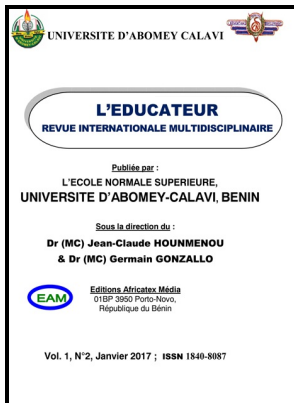 UNIVERSITE D'ABOMEY CALAVI
L'EDUCATEUR
REVUE INTERNATIONALE MULTIDISCIPLINAIRE
Publiée par :
L'ECOLE NORMALE SUPERIEURE,
UNIVERSITE D'ABOMEY-CALAVI, BENIN
Sous la direction du :
Dr (MC) Jean-Claude HOUNMENOU
& Dr (MC) Germain GONZALLO
EAM
Editions Africatex Média
01BP 3950 Porto-Novo,
République du Bénin
Vol. 1, N°2, Janvier 2017 ; ISSN 1840-8087